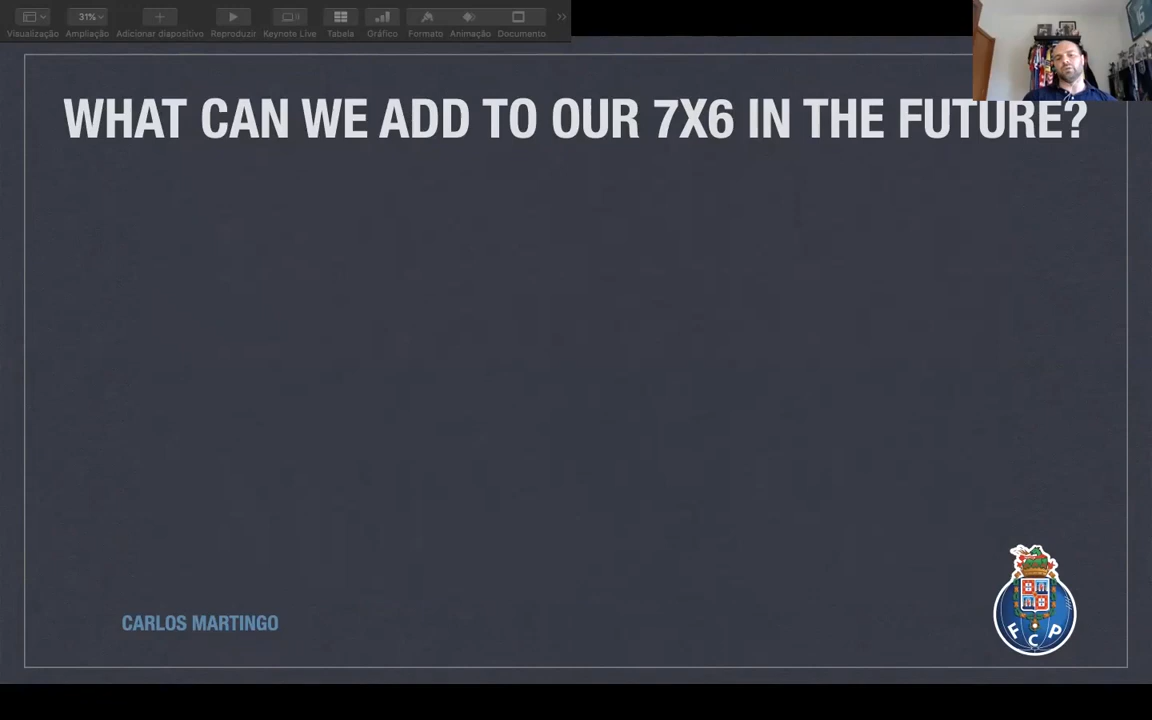 31%
Visualização Ampliação Adicionar diapositivo Reproduzir Keynote Live Tabela Gráfico Formato Animação Documento
WHAT CAN WE ADD TO OUR 7X6 IN THE FUTURE?
CARLOS MARTINGO
F C P